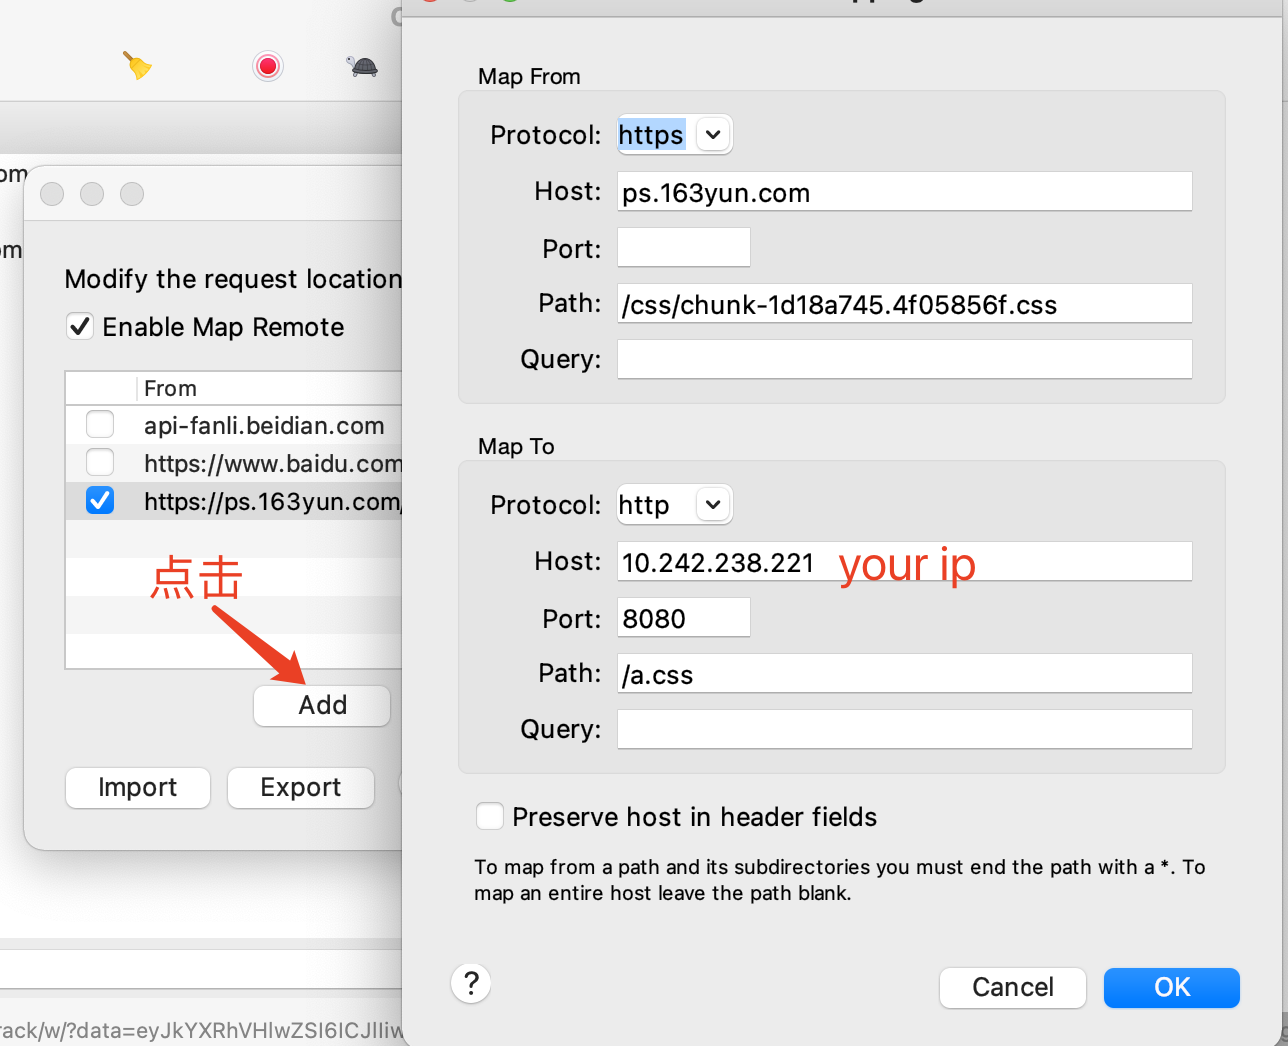 Map From
Protocol: https
Host: ps.163yun.com
Port:
Path: /css/chunk-1d18a745.4f05856f.css
Query:
Map To
Protocol: http
Host: 10.242.238.221 your ip
Port: 8080
Path: /a.css
Query:
Preserve host in header fields
To map from a path and its subdirectories you must end the path with a *. To
map an entire host leave the path blank.
?
Cancel
OK
om
om
Modify the request location
Enable Map Remote
From
api-fanli.beidian.com
https://www.baidu.com
https://ps.163yun.com/
点击
Add
Import
Export